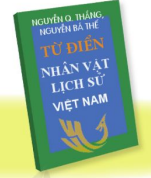 NGUYỄN Q. THẮNG,
NGUYỄN BÁ THẾ
TỪ ĐIỂN
NHÂN VẬT
LỊCH SỬ
VIỆT NAM